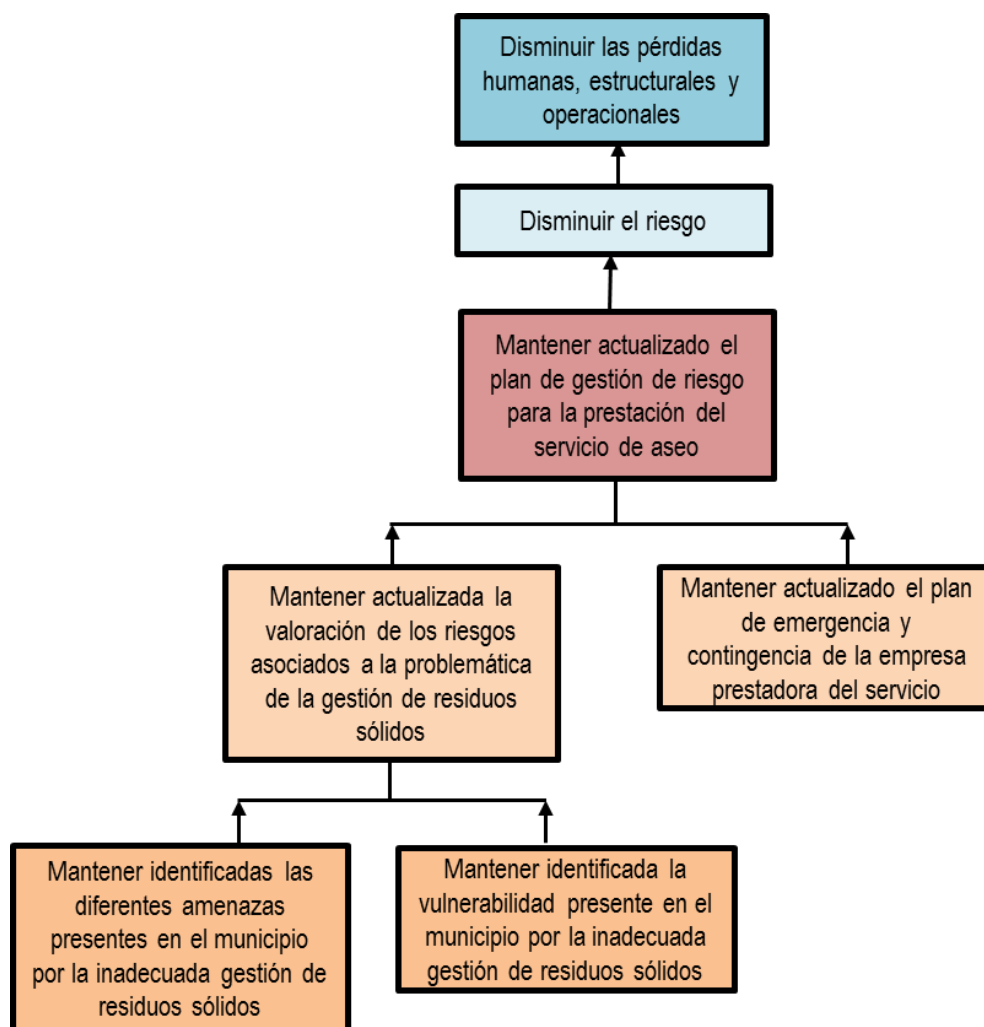 Disminuir las pérdidas
humanas, estructurales y
operacionales
Disminuir el riesgo
Mantener actualizado el
plan de gestión de riesgo
para la prestación del
servicio de aseo
Mantener actualizada la
valoración de los riesgos
asociados a la problemática
de la gestión de residuos
sólidos
Mantener actualizado el plan
de emergencia y
contingencia de la empresa
prestadora del servicio
Mantener identificadas las
diferentes amenazas
presentes en el municipio
por la inadecuada gestión de
residuos sólidos
Mantener identificada la
vulnerabilidad presente en el
municipio por la inadecuada
gestión de residuos sólidos